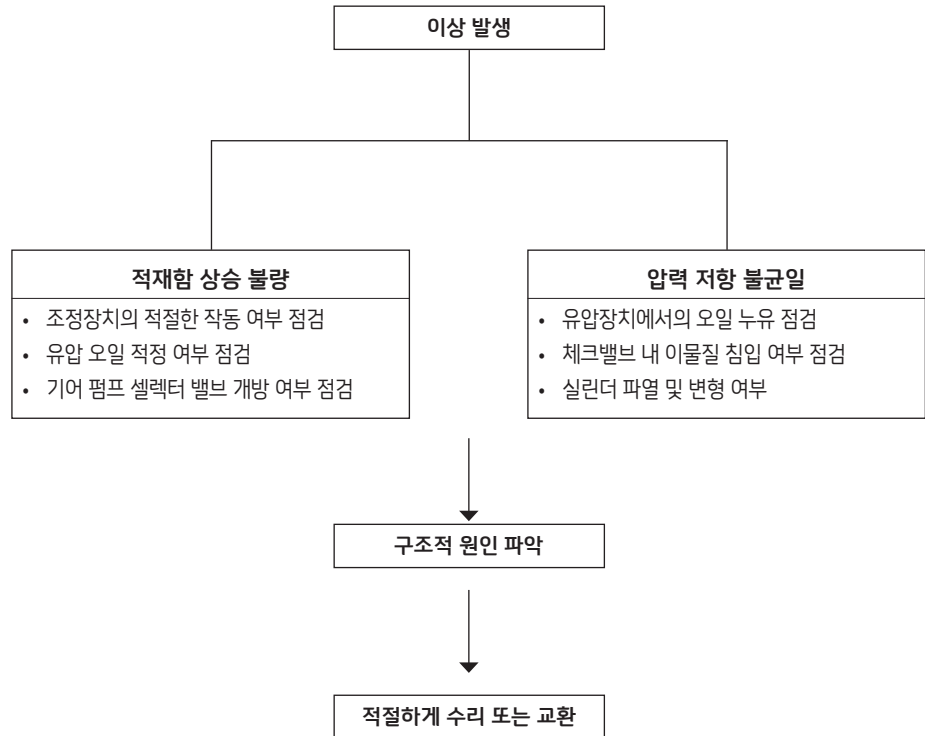 이상 발생
적재함 상승 불량
• 조정장치의 적절한 작동 여부 점검
• 유압 오일 적정 여부 점검
• 기어 펌프 셀렉터 밸브 개방 여부 점검
압력 저항 불균일
• 유압장치에서의 오일 누유 점검
• 체크밸브 내 이물질 침입 여부 점검
• 실린더 파열 및 변형 여부
구조적 원인 파악
적절하게 수리 또는 교환